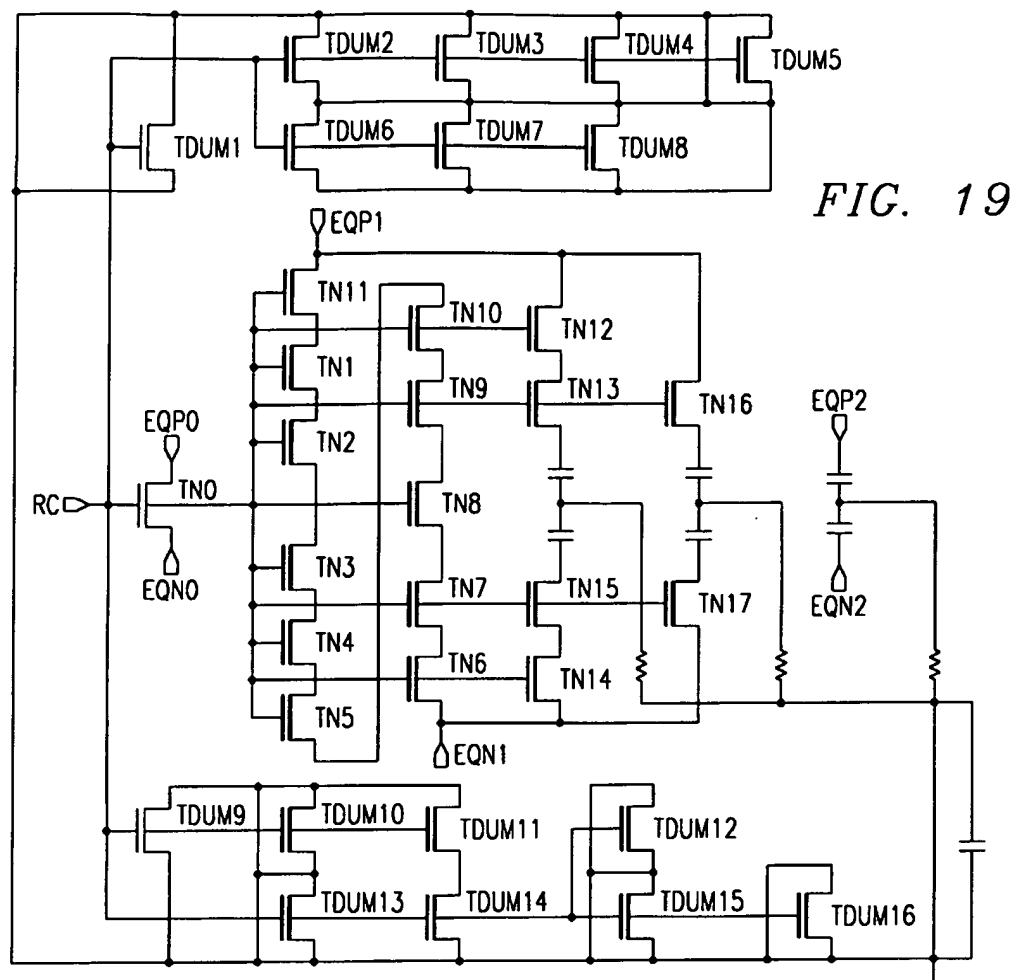 TDUM2 TDUM3 TDUM4 TDUM5
TDUM1 TDUM6 TDUM7 TDUM8
FIG. 19
EQP1
TN11 TN10 TN12
TN1 TN9 TN13 TN16
EQP0 TN2 EQP2
RC TN0 TN8
EQN0 TN3 TN7 TN15 TN17 EQN2
TN4 TN6 TN14
TN5
EQN1
TDUM9 TDUM10 TDUM11 TDUM12
TDUM13 TDUM14 TDUM15 TDUM16